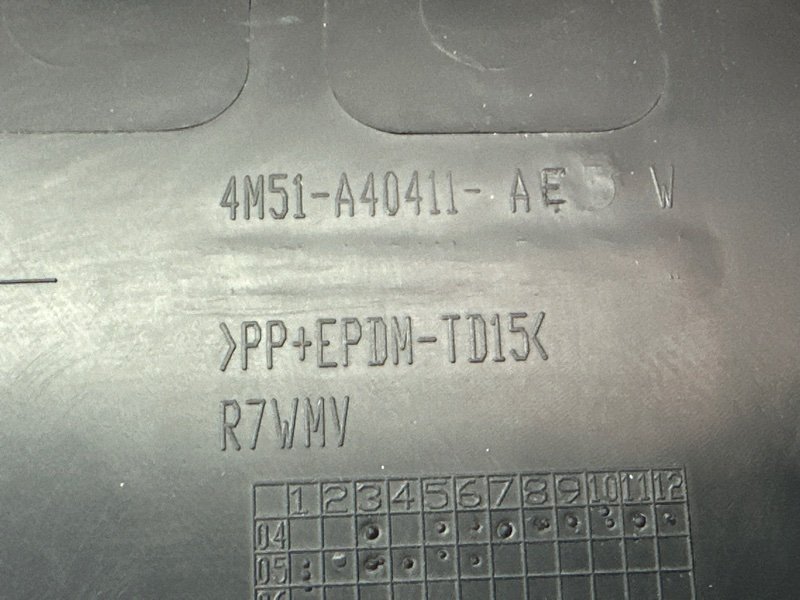 4M51-A40411- AE W
>PP+EPDM-TD15<
R7WMV
1 2 3 4 5 6 7 8 9 10 11 12
04
05